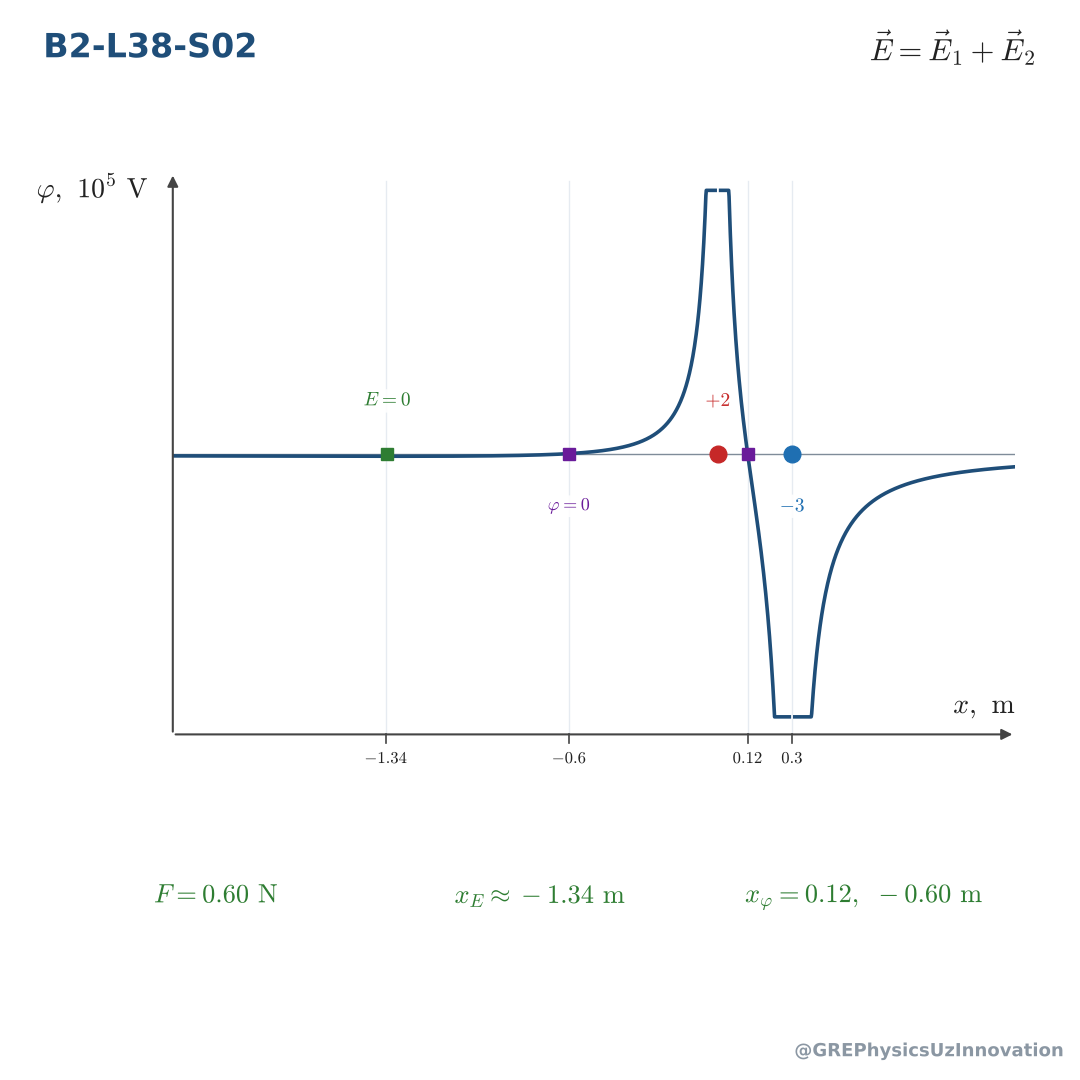 B2-L38-S02
E⃗ = E⃗₁ + E⃗₂
φ, 10⁵ V
E = 0
+2
φ = 0
−3
x, m
−1.34
−0.6
0.12
0.3
F = 0.60 N
x_E ≈ −1.34 m
x_φ = 0.12, −0.60 m
@GREPhysicsUzInnovation